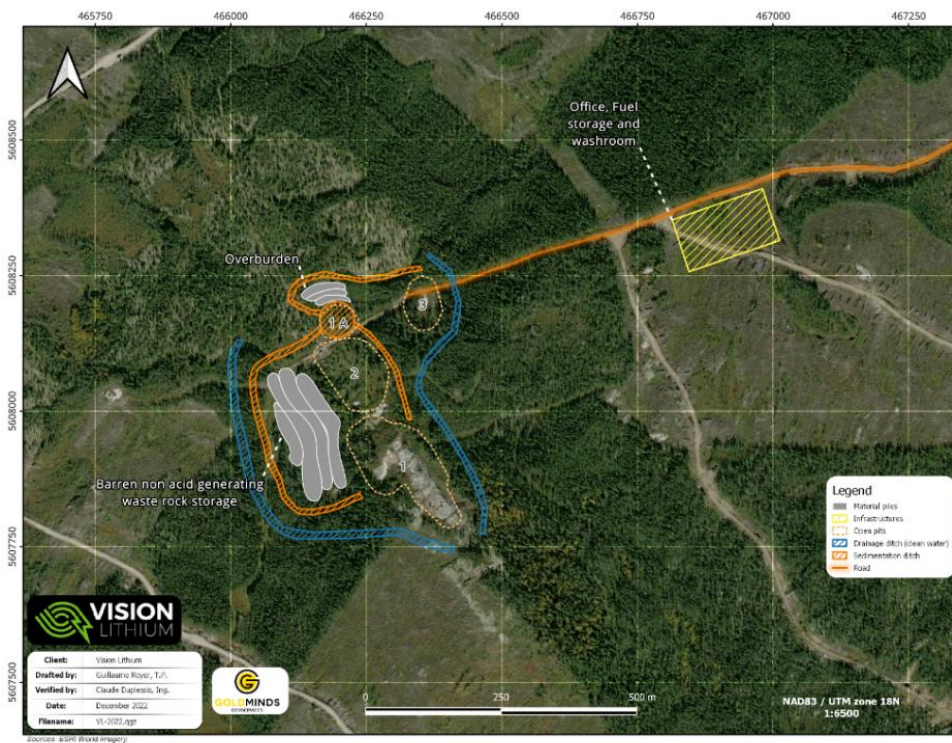 465750 466000 466250 466500 466750 467000 467250
5608500
5608250
5608000
5607750
5607500
Office, Fuel
storage and
washroom
Overburden
1 A
3
2
1
Barren non acid generating
waste rock storage
Legend
Material piles
Infrastructures
Open pits
Drainage ditch (clean water)
Sedimentation ditch
Road
VISION
LITHIUM
Client: Vision Lithium
Drafted by: Guillaume Royer, T.P.
Verified by: Claude Duplessis, Ing.
Date: December 2022
Filename: VL-2022.qgz
GOLDMINDS
GEOSERVICES
0 250 500 m
NAD83 / UTM zone 18N
1:6500
Sources: ESRI World Imagery